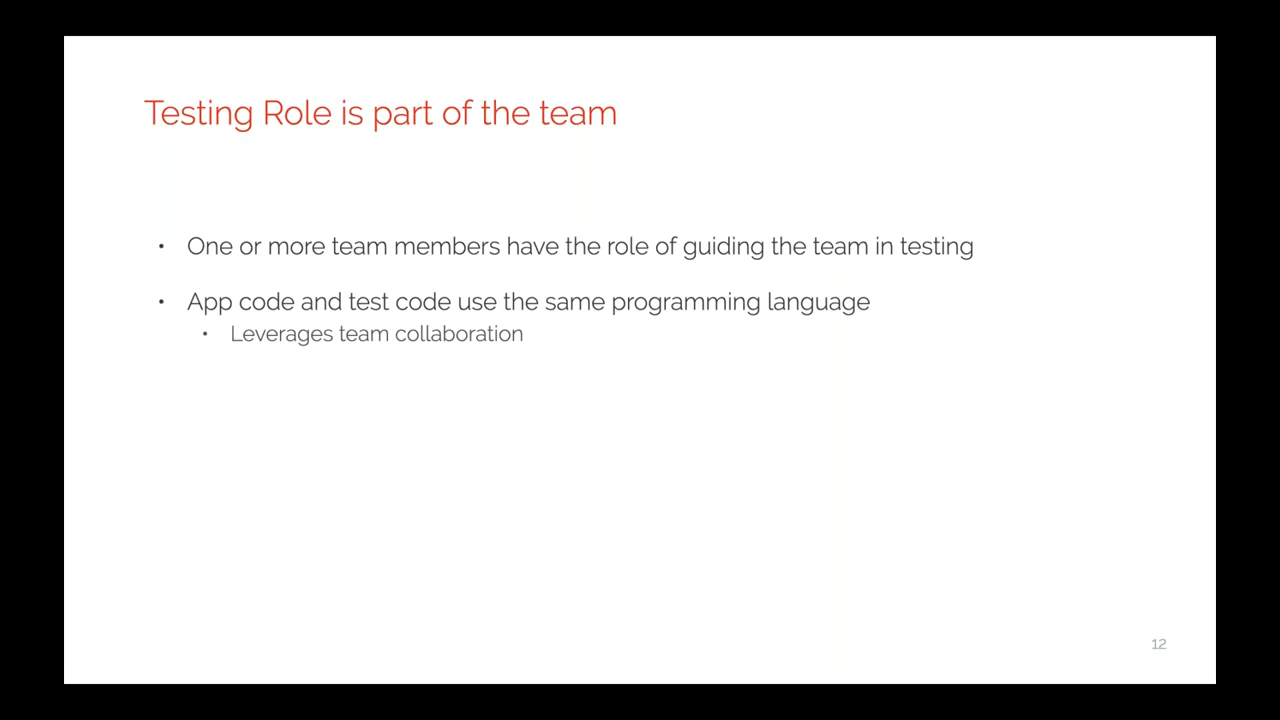 Testing Role is part of the team
• One or more team members have the role of guiding the team in testing
• App code and test code use the same programming language
• Leverages team collaboration
12